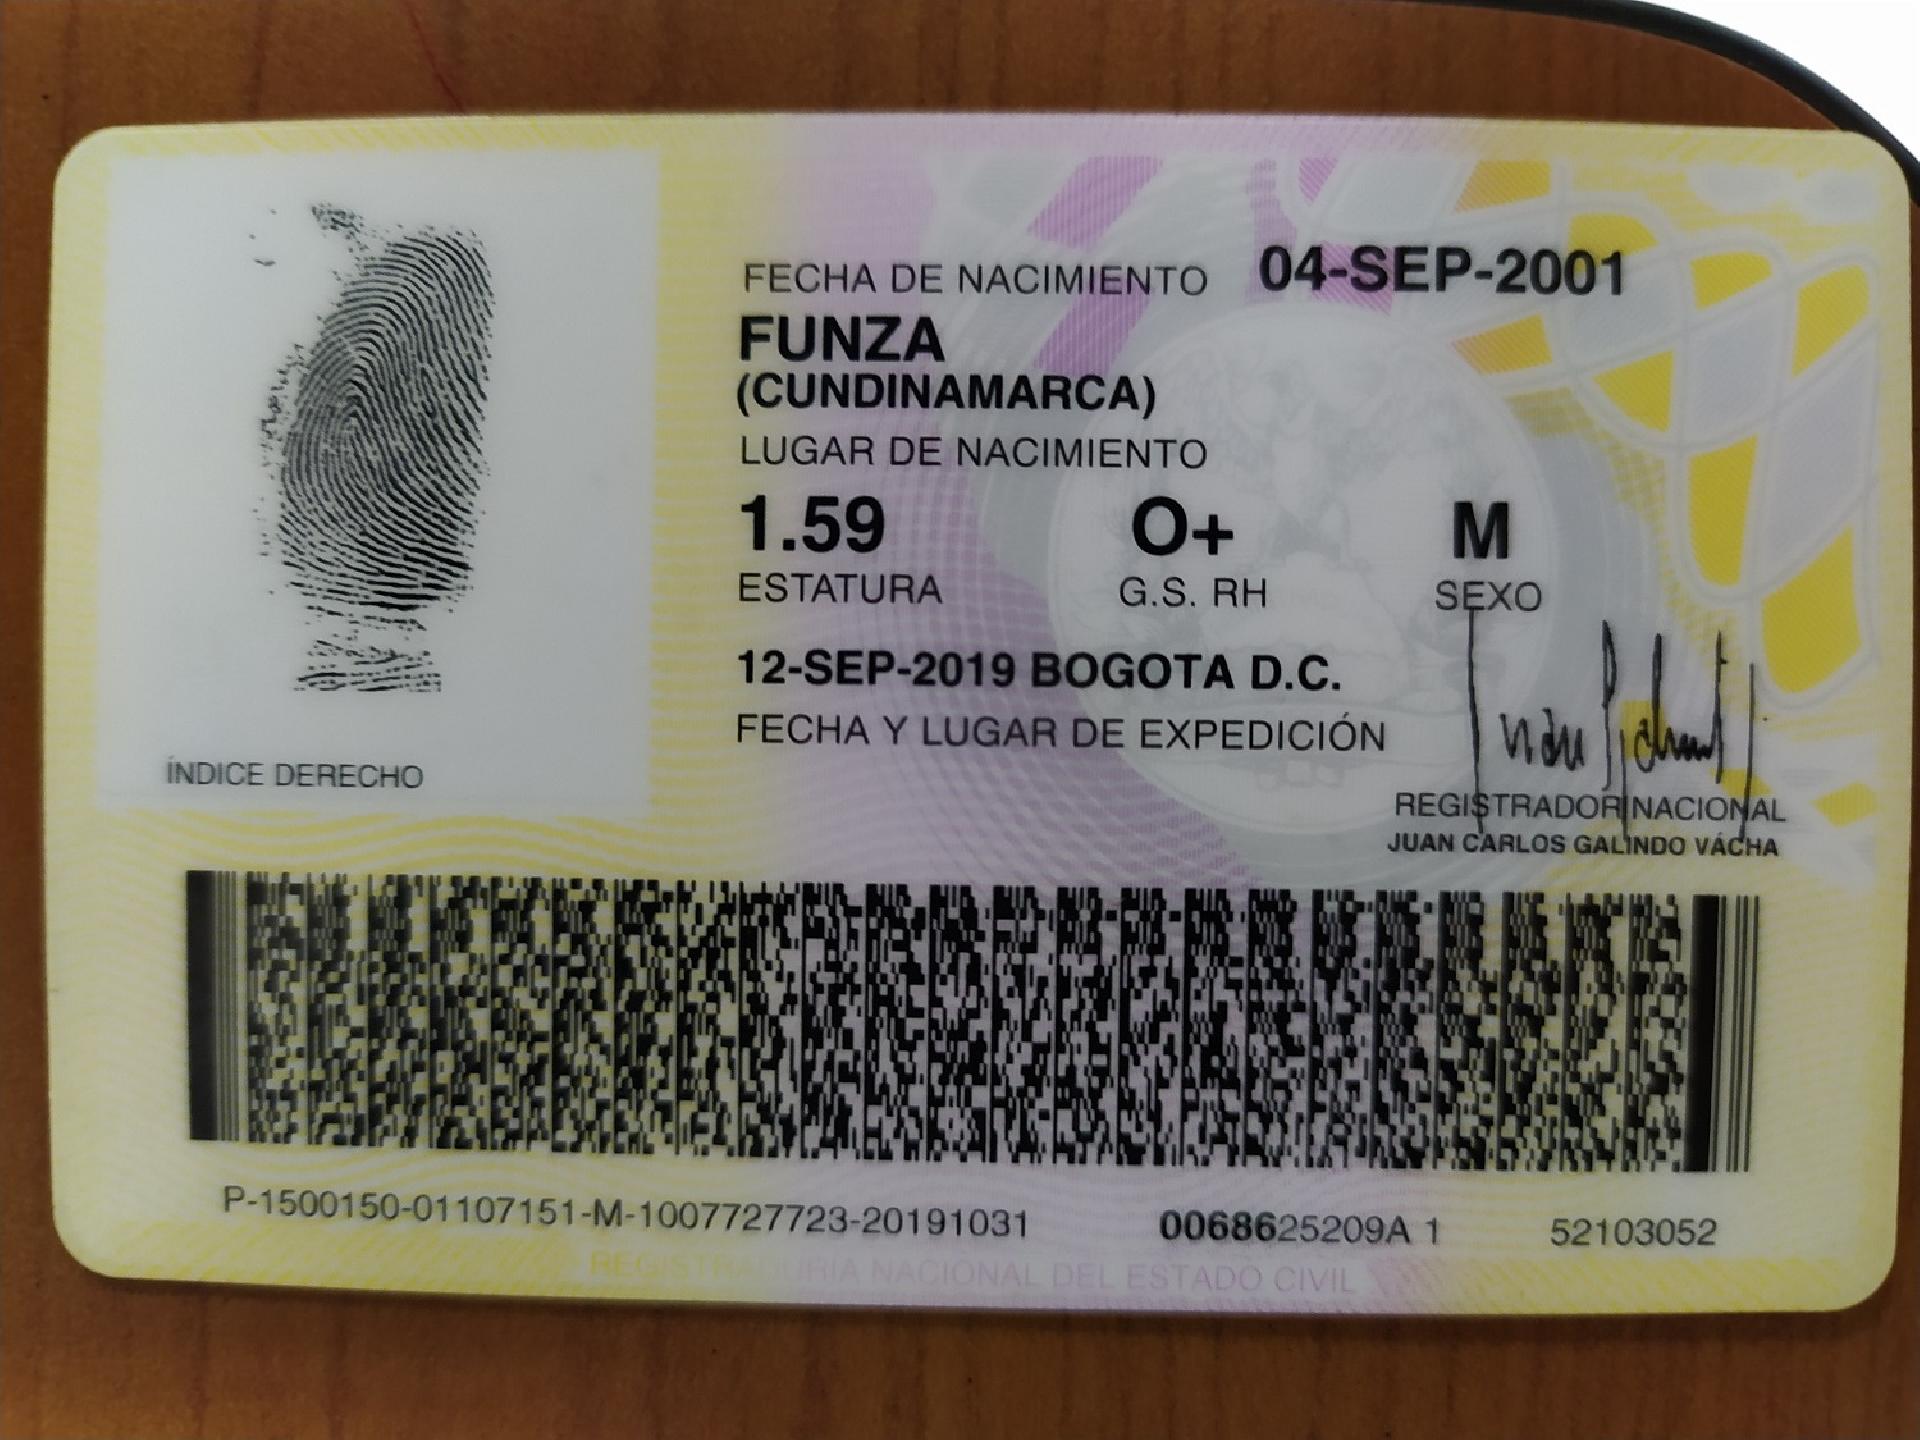 FECHA DE NACIMIENTO 04-SEP-2001
FUNZA
(CUNDINAMARCA)
LUGAR DE NACIMIENTO
1.59 O+ M
ESTATURA G.S. RH SEXO
12-SEP-2019 BOGOTA D.C.
FECHA Y LUGAR DE EXPEDICIÓN
ÍNDICE DERECHO
REGISTRADOR NACIONAL
JUAN CARLOS GALINDO VÁCHA
P-1500150-01107151-M-1007727723-20191031 0068625209A 1 52103052
REGISTRADURIA NACIONAL DEL ESTADO CIVIL